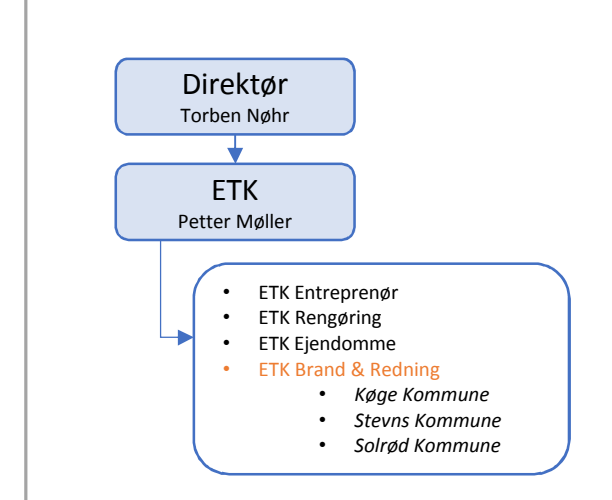 Direktør
Torben Nøhr
ETK
Petter Møller
• ETK Entreprenør
• ETK Rengøring
• ETK Ejendomme
• ETK Brand & Redning
• Køge Kommune
• Stevns Kommune
• Solrød Kommune